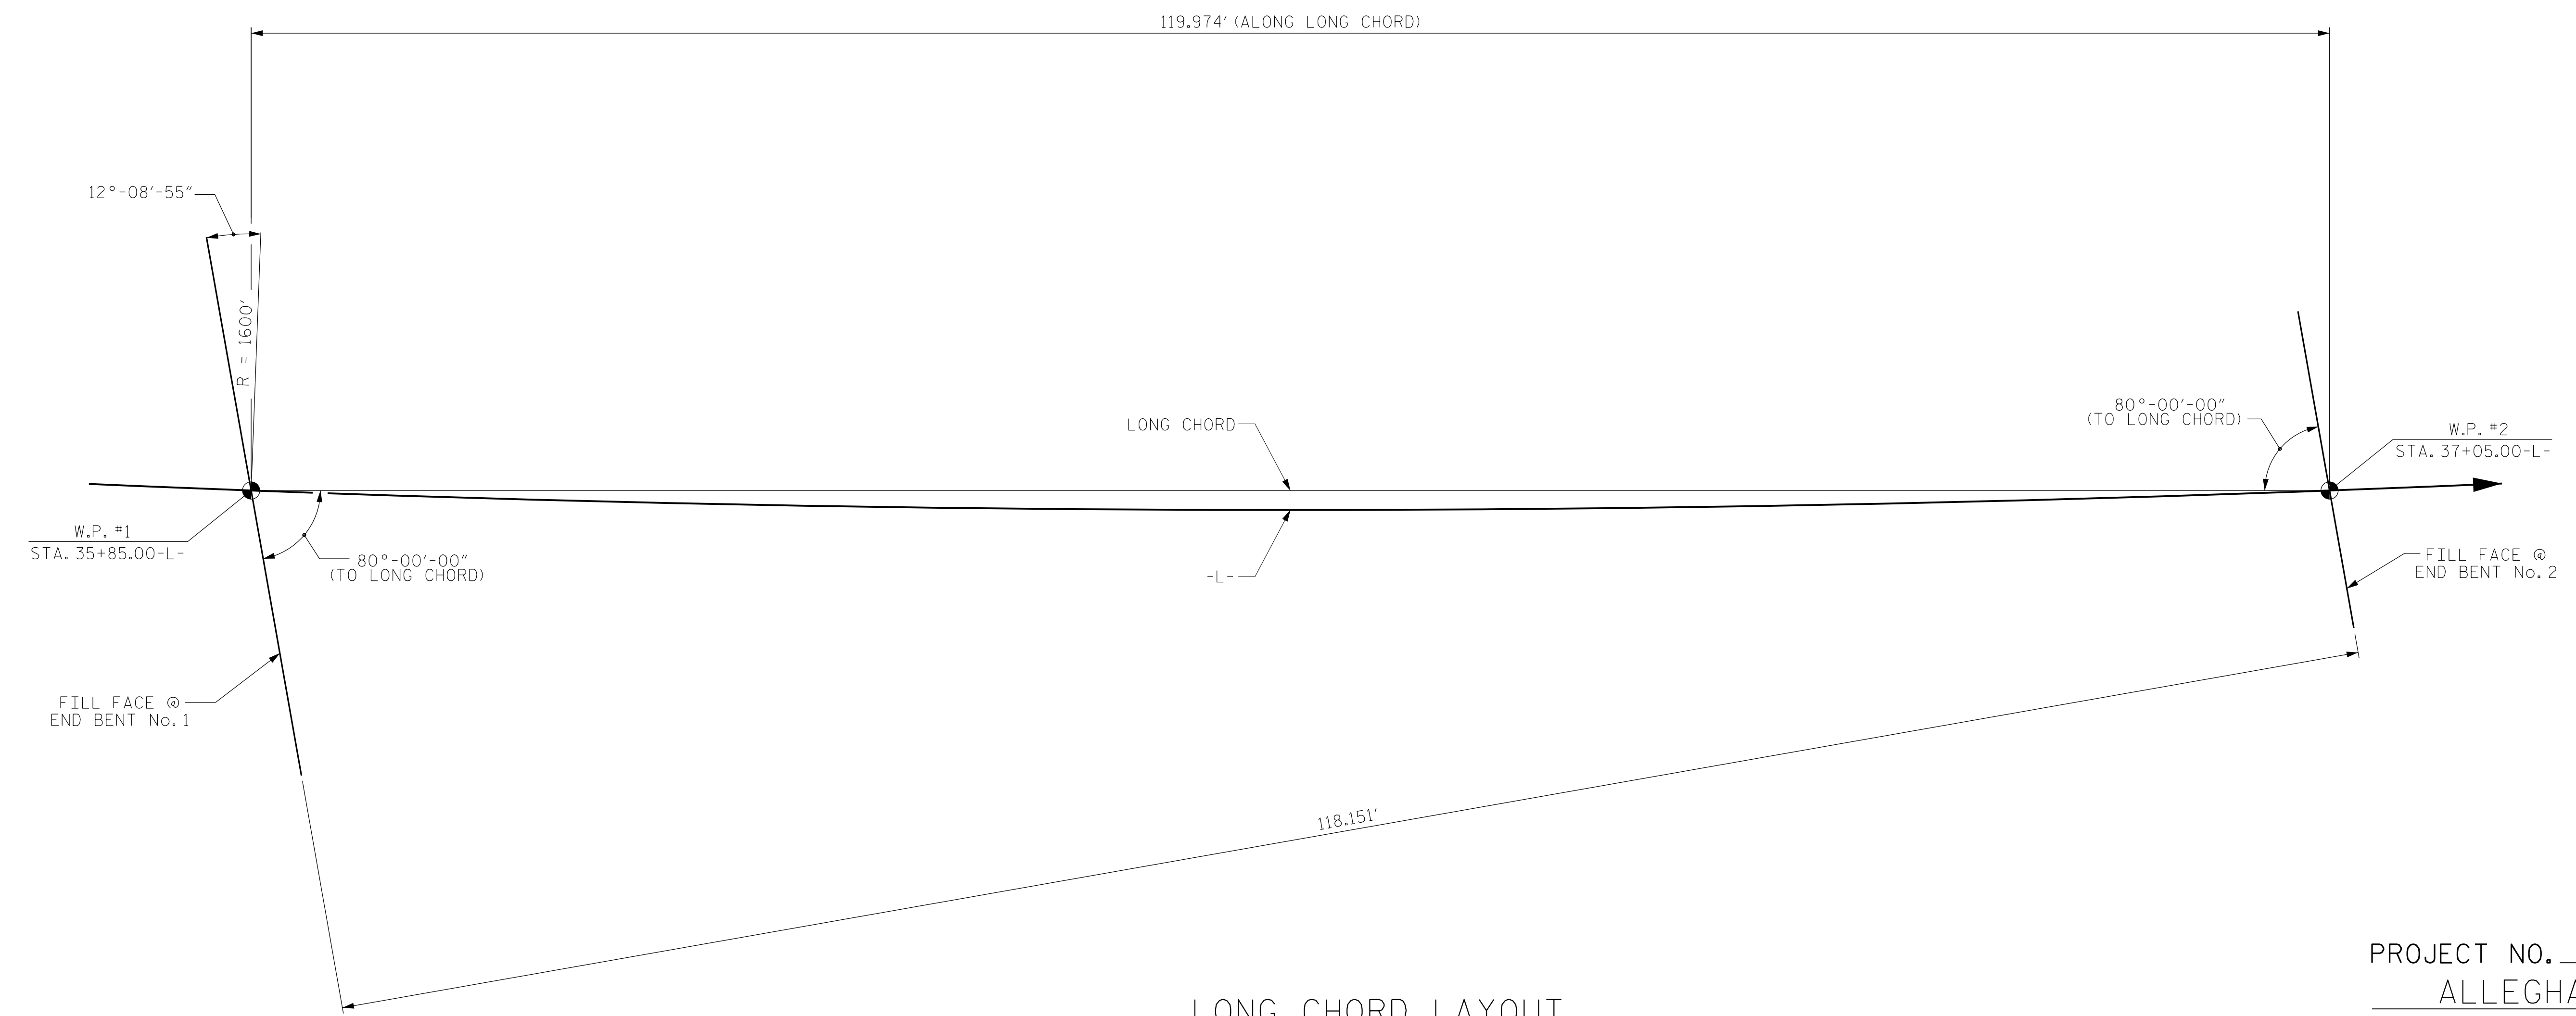 119.974' (ALONG LONG CHORD)
12°-08'-55"
R = 1600'
LONG CHORD
80°-00'-00"
(TO LONG CHORD)
W.P. #2
STA. 37+05.00-L-
W.P. #1
STA. 35+85.00-L-
80°-00'-00"
(TO LONG CHORD)
-L-
FILL FACE @
END BENT No. 2
FILL FACE @
END BENT No. 1
118.151'
PROJECT NO.
ALLEGHA
LONG CHORD LAYOUT